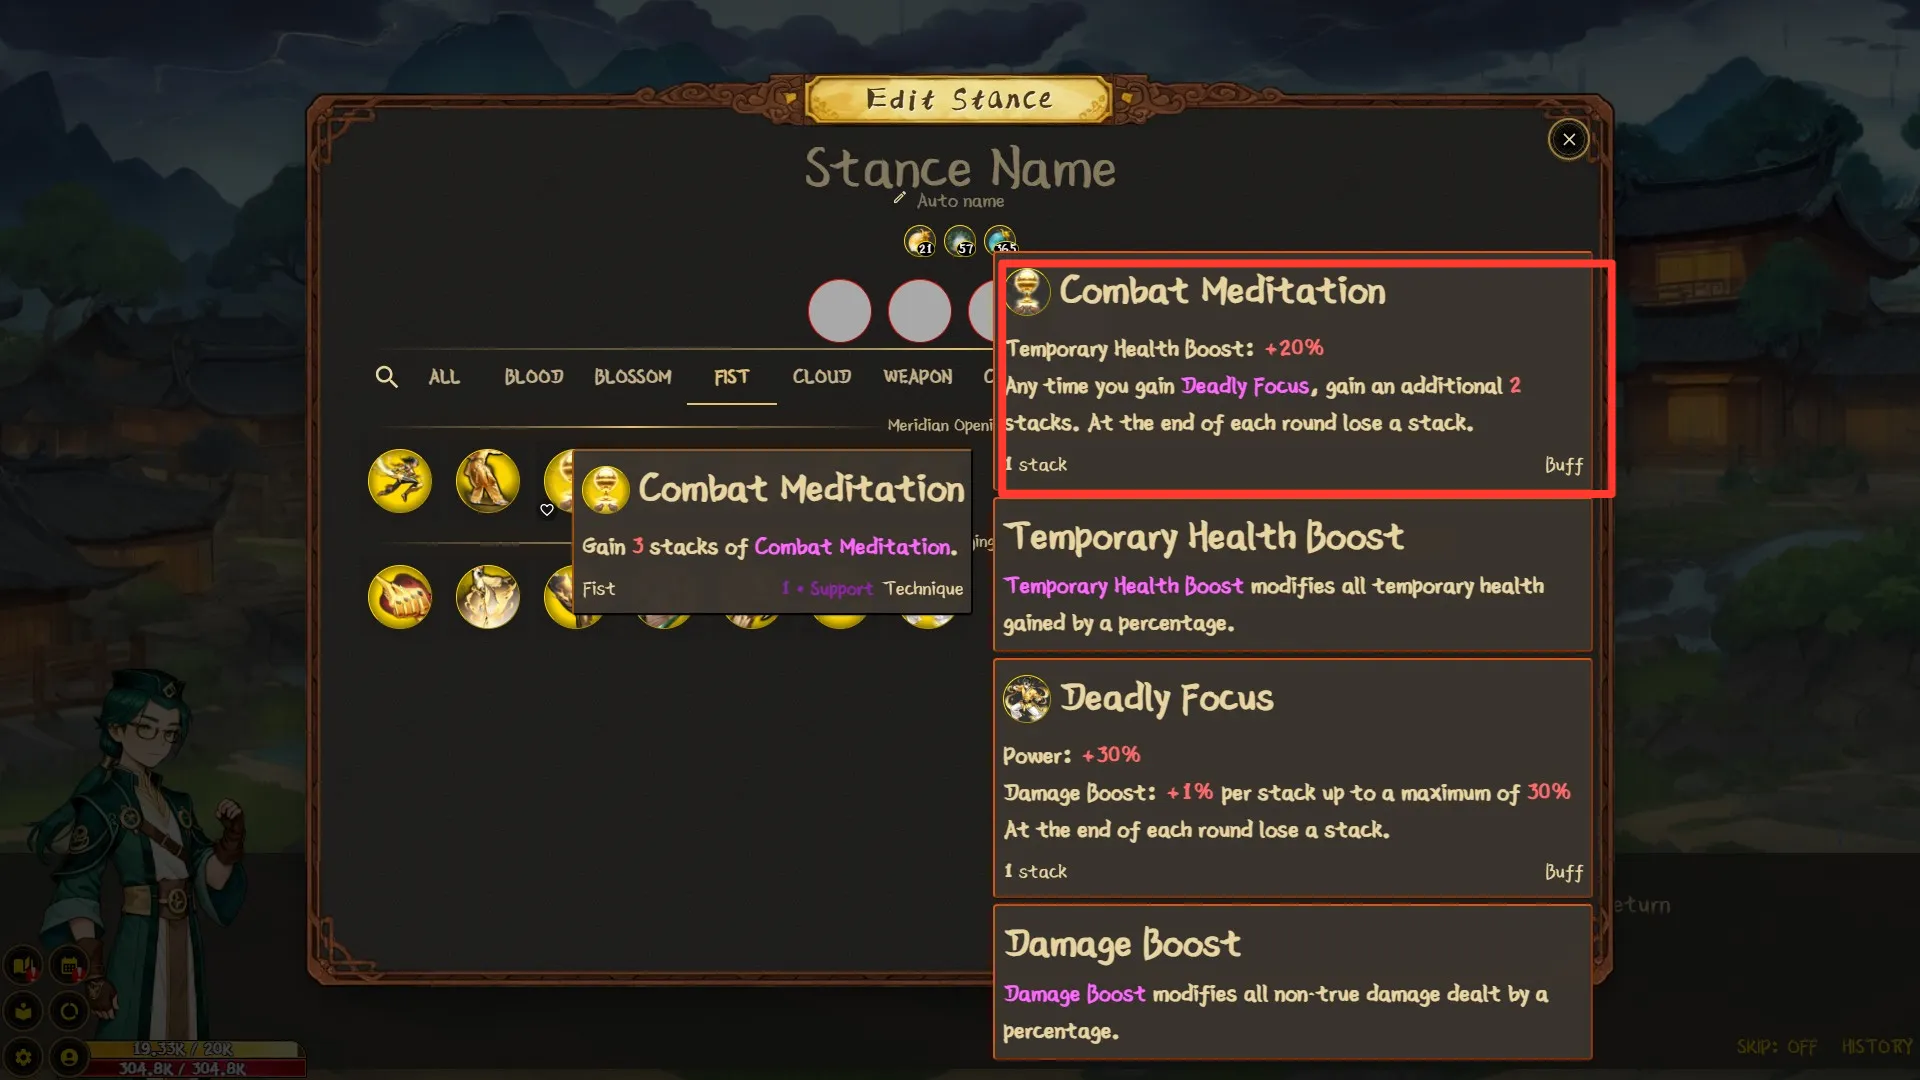 Edit Stance
Stance Name
Auto name
21 57 365
ALL BLOOD BLOSSOM FIST CLOUD WEAPON
Meridian Openi
Combat Meditation
Gain 3 stacks of Combat Meditation.
Fist 1 • Support Technique
Combat Meditation
Temporary Health Boost: +20%
Any time you gain Deadly Focus, gain an additional 2
stacks. At the end of each round lose a stack.
1 stack Buff
Temporary Health Boost
Temporary Health Boost modifies all temporary health
gained by a percentage.
Deadly Focus
Power: +30%
Damage Boost: +1% per stack up to a maximum of 30%
At the end of each round lose a stack.
1 stack Buff
Damage Boost
Damage Boost modifies all non-true damage dealt by a
percentage.
eturn
19.33K / 20K
304.8K / 304.8K
SKIP: OFF HISTORY